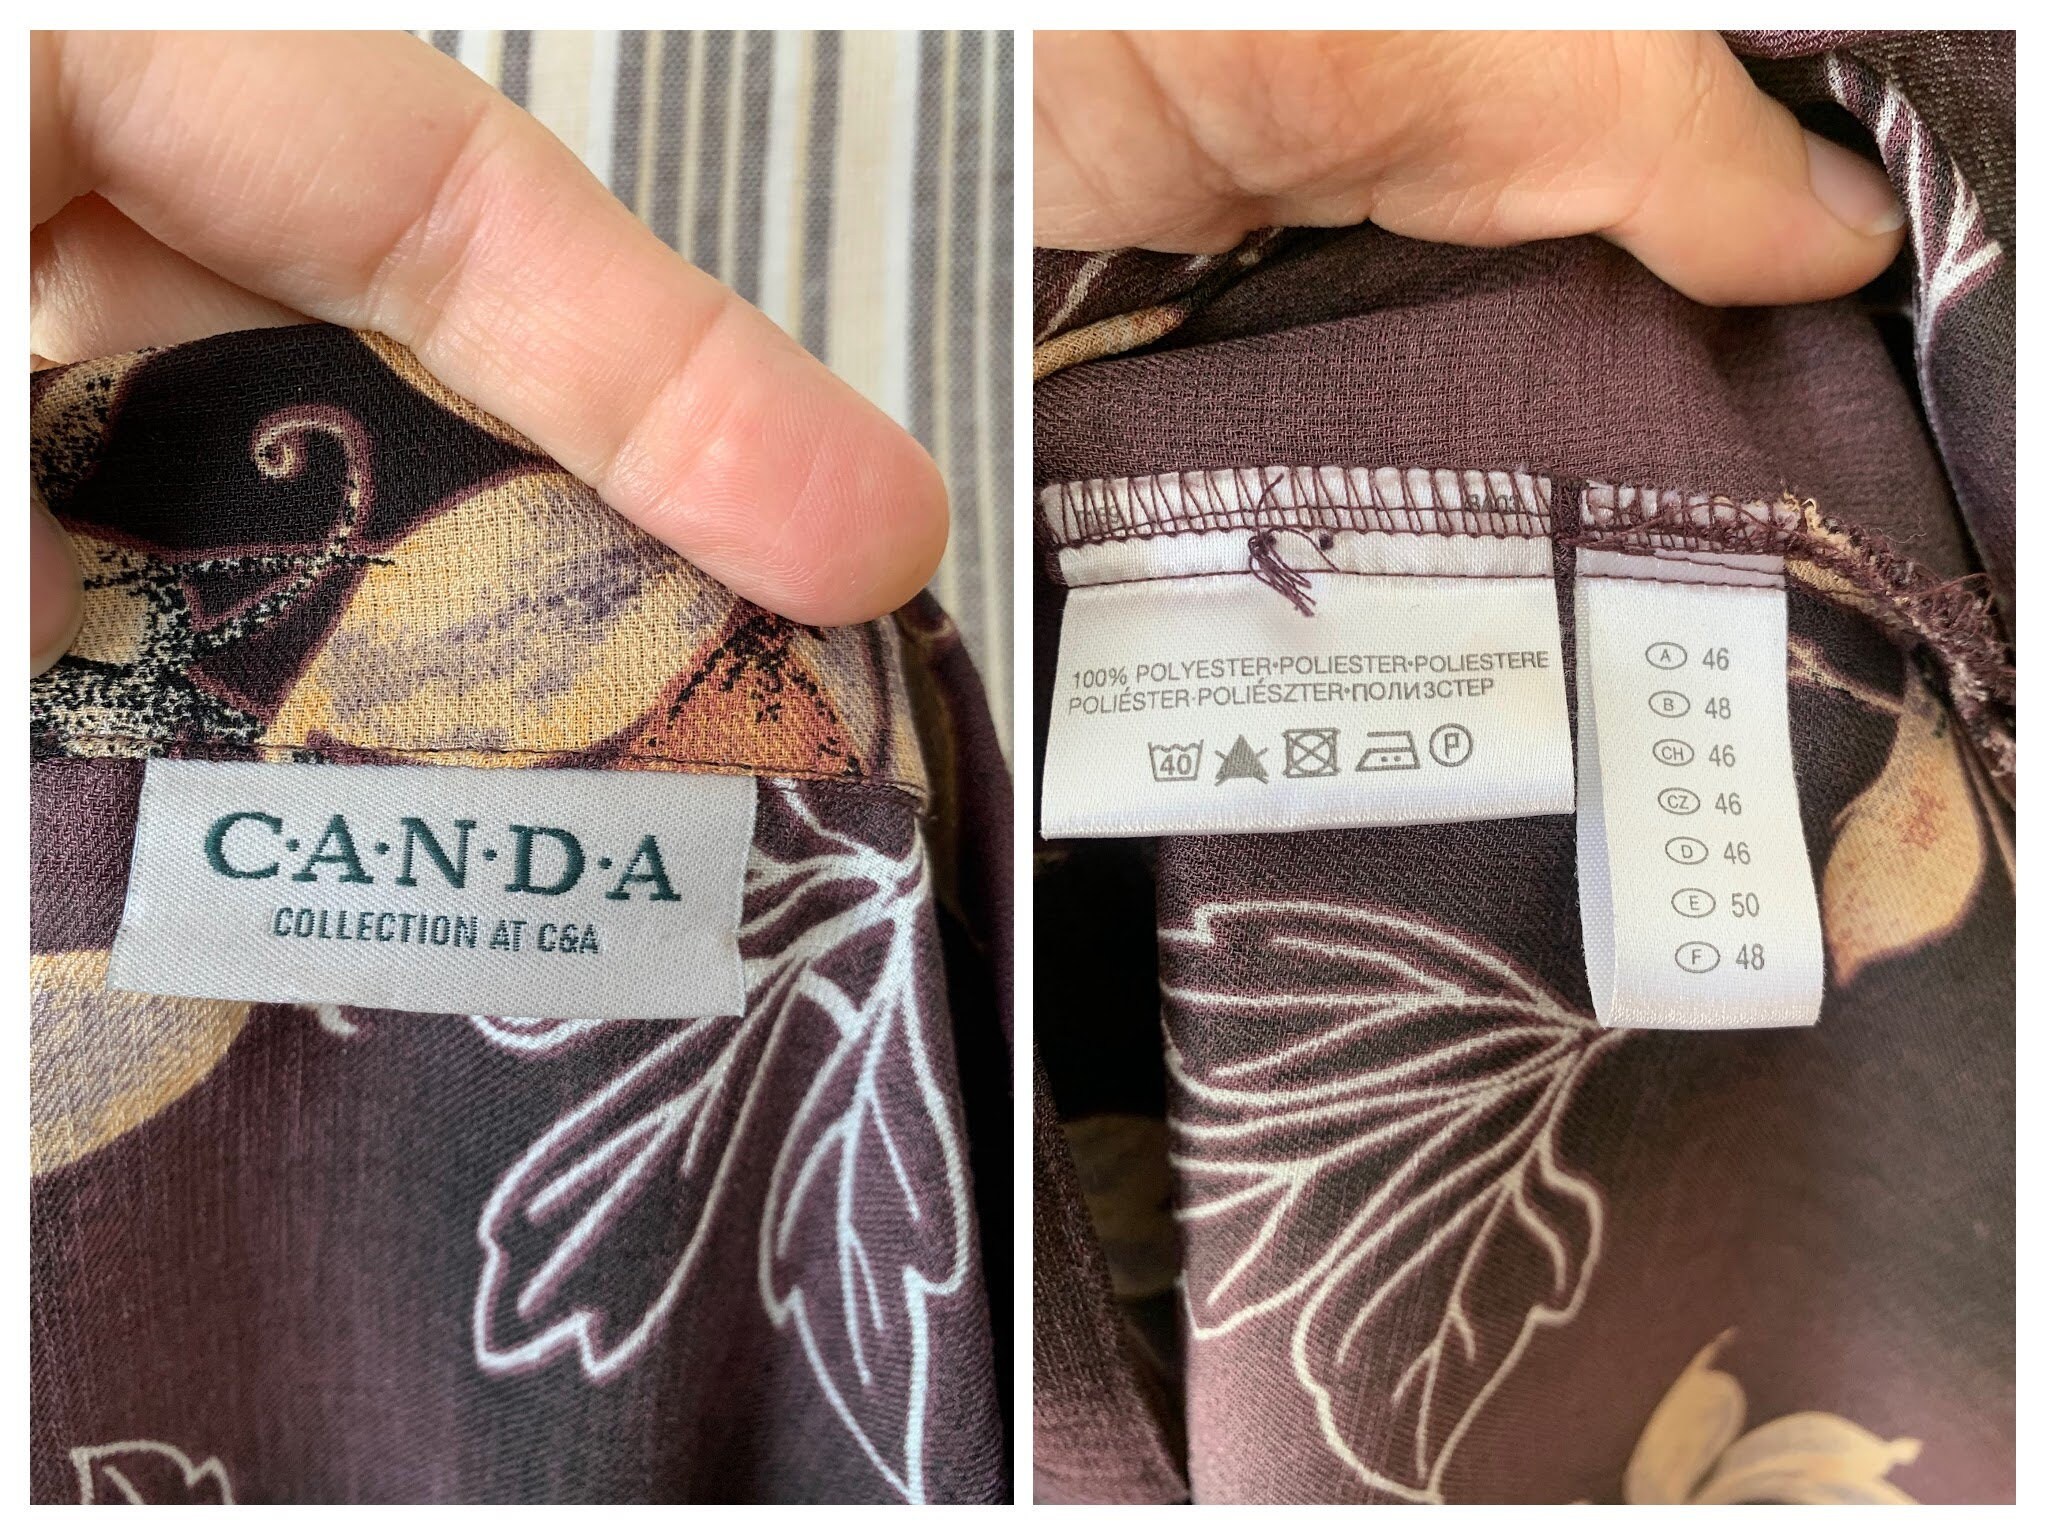 C·A·N·D·A
COLLECTION AT C&A
100% POLYESTER·POLIESTER·POLIESTERE
POLIÉSTER·POLIÉSZTER·ПОЛИЗСТЕР
40
P
A 46
B 48
CH 46
CZ 46
D 46
E 50
F 48